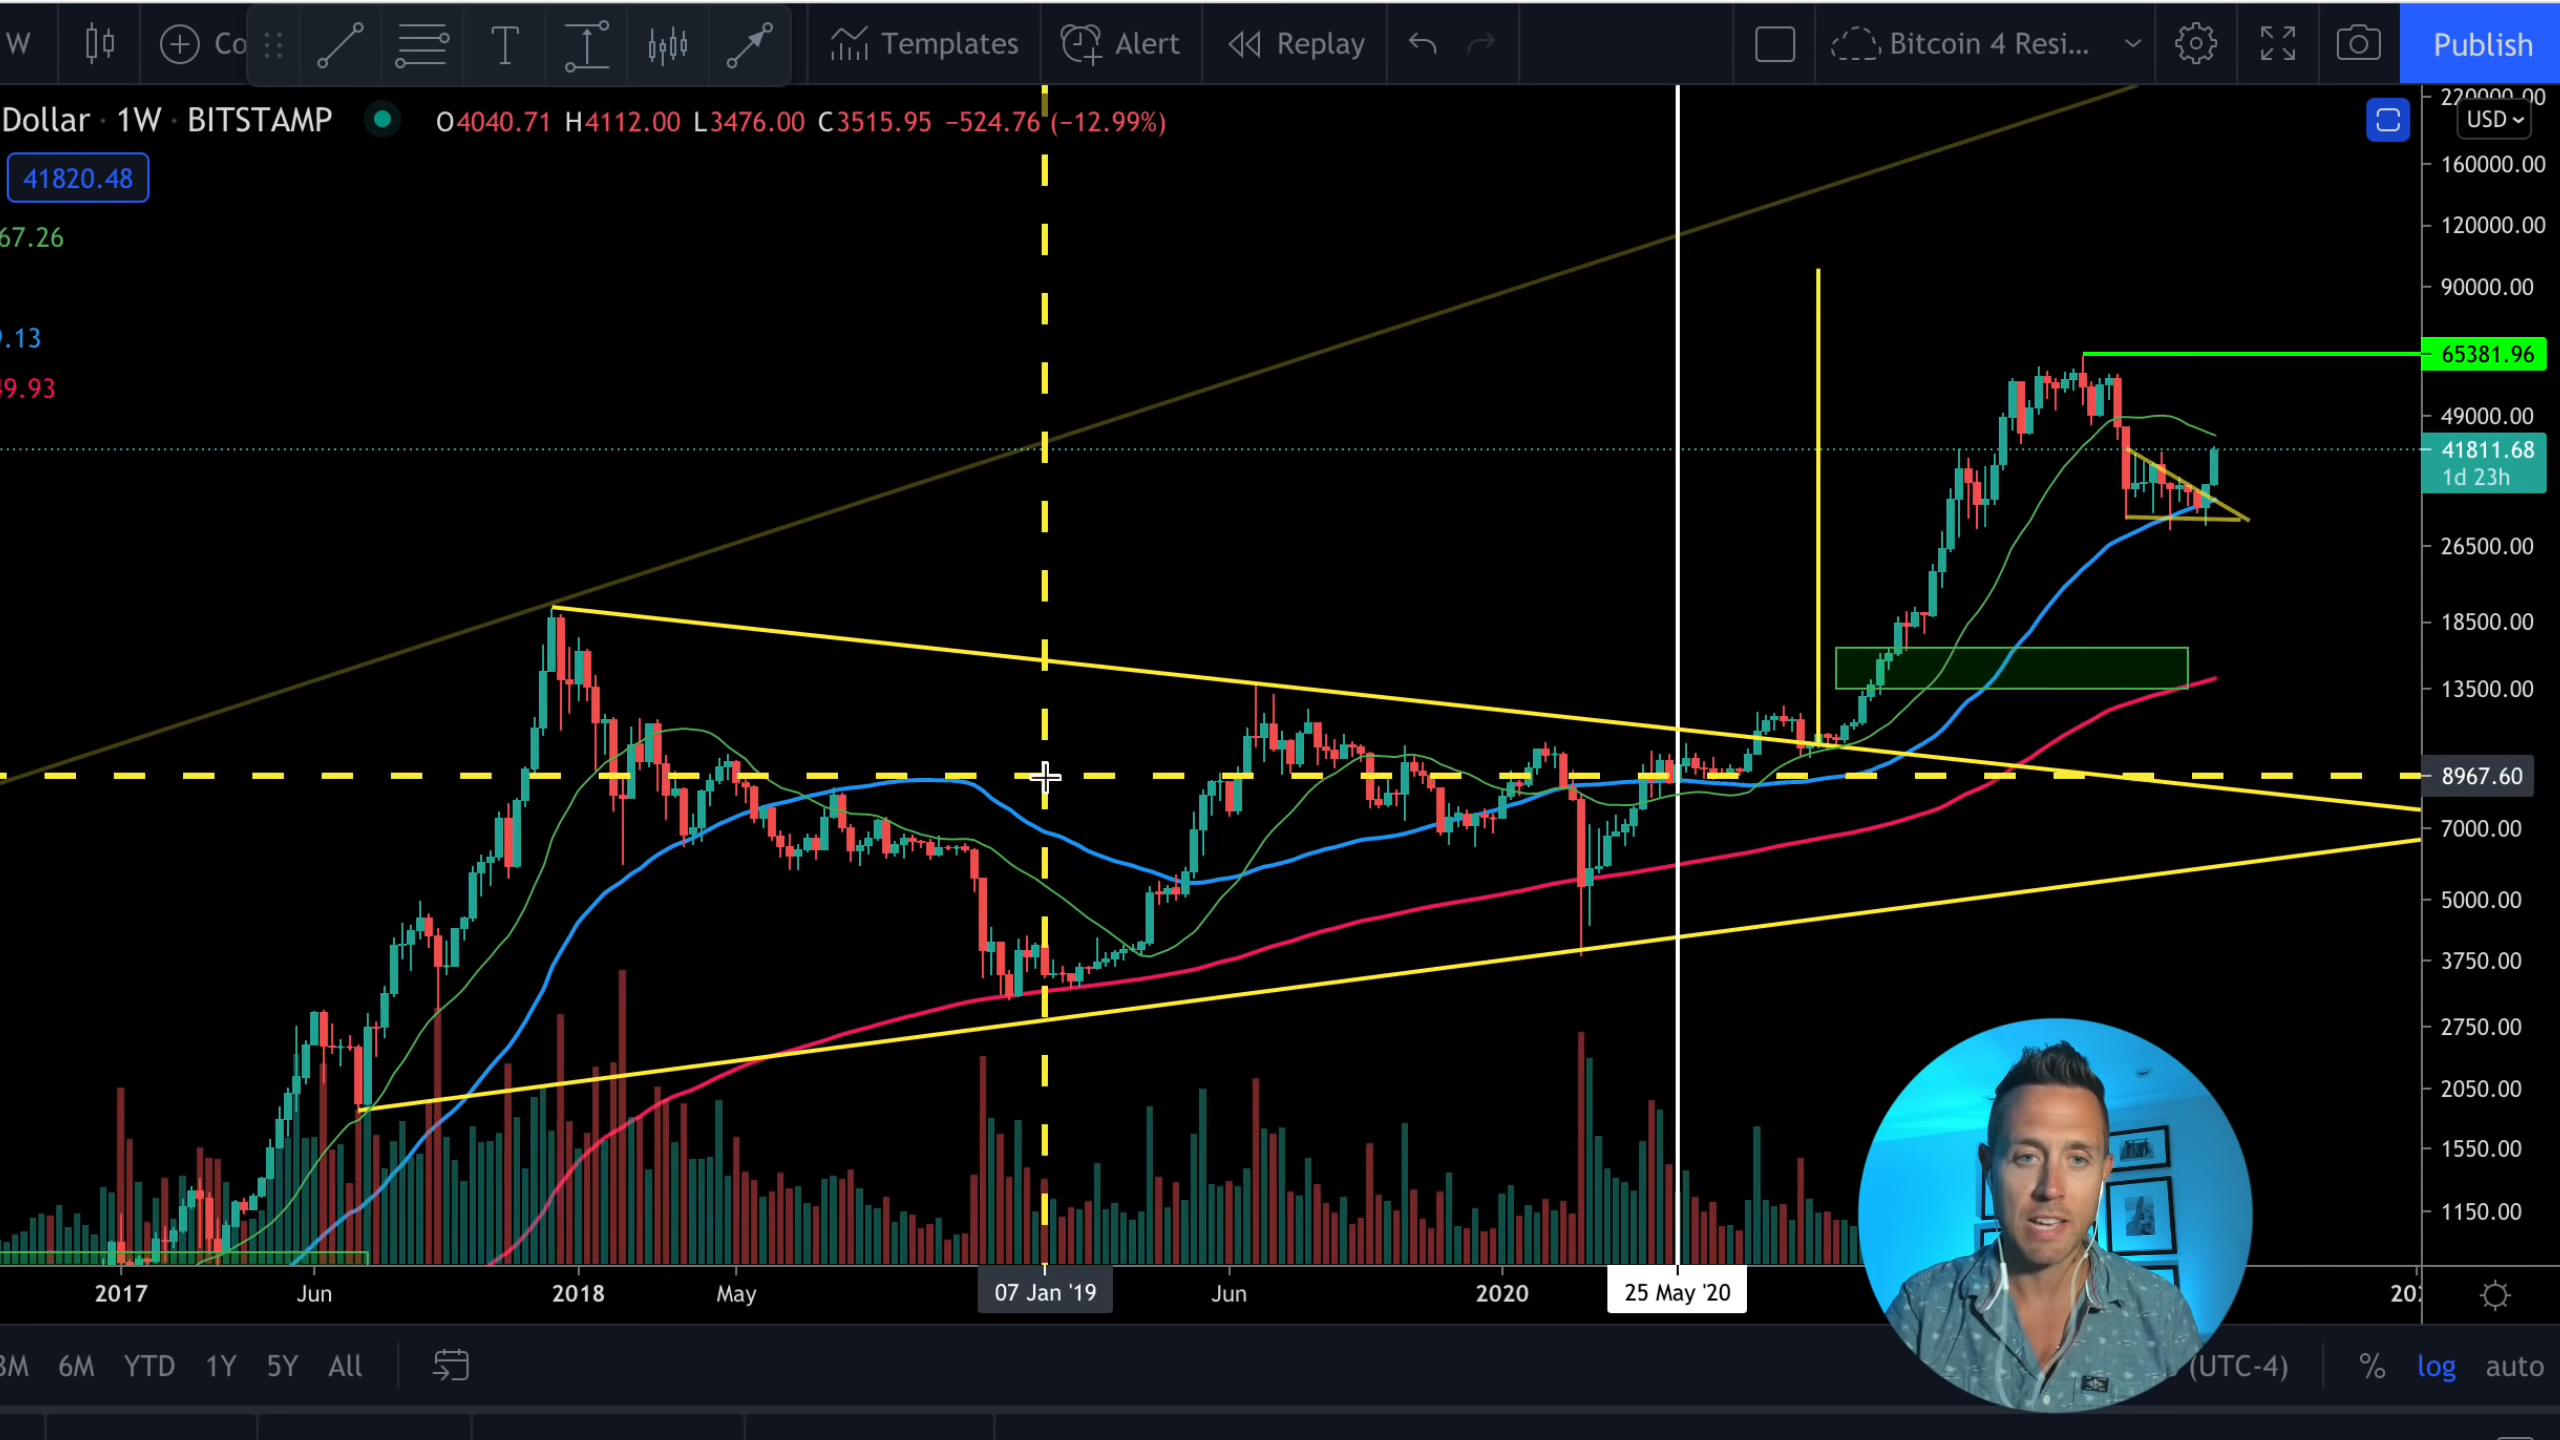 W
Co
T
Templates
Alert
Replay
Bitcoin 4 Resi...
Publish
Dollar · 1W · BITSTAMP
O4040.71 H4112.00 L3476.00 C3515.95 −524.76 (−12.99%)
41820.48
67.26
.13
49.93
USD
160000.00
120000.00
90000.00
65381.96
49000.00
41811.68
1d 23h
26500.00
18500.00
13500.00
8967.60
7000.00
5000.00
3750.00
2750.00
2050.00
1550.00
1150.00
2017
Jun
2018
May
07 Jan '19
Jun
2020
25 May '20
20
3M
6M
YTD
1Y
5Y
All
(UTC-4)
%
log
auto